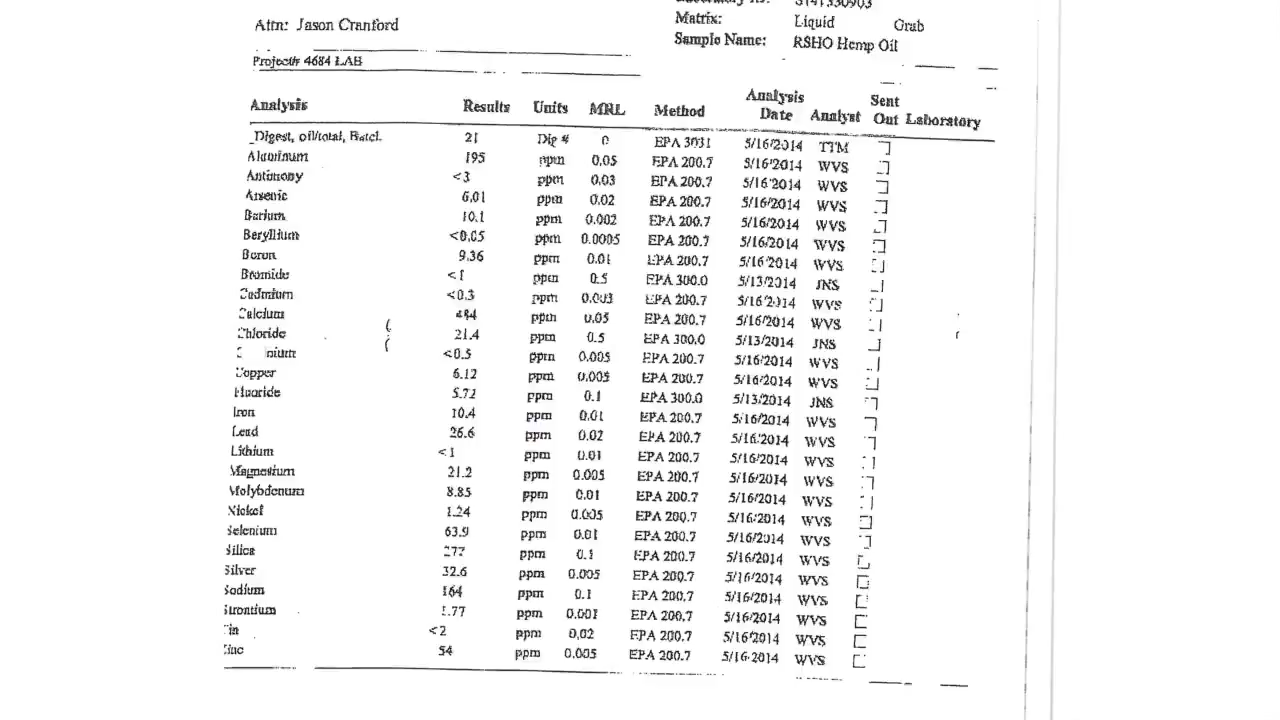 Attn: Jason Cranford
Matrix: Liquid Grab
Sample Name: RSHO Hemp Oil
Project# 4684 LAB
Analysis Results Units MRL Method Analysis Date Analyst Sent Out Laboratory
Digest, oil/total, Batch. 21 Dig # 0 EPA 3031 5/16/2014 TTM
Aluminum 195 ppm 0.05 EPA 200.7 5/16/2014 WVS
Antimony <3 ppm 0.03 EPA 200.7 5/16/2014 WVS
Arsenic 6.01 ppm 0.02 EPA 200.7 5/16/2014 WVS
Barium 10.1 ppm 0.002 EPA 200.7 5/16/2014 WVS
Beryllium <0.05 ppm 0.0005 EPA 200.7 5/16/2014 WVS
Boron 9.36 ppm 0.01 EPA 200.7 5/16/2014 WVS
Bromide <1 ppm 0.5 EPA 300.0 5/13/2014 JNS
Cadmium <0.3 ppm 0.003 EPA 200.7 5/16/2014 WVS
Calcium ppm 0.05 EPA 200.7 5/16/2014 WVS
Chloride 21.4 ppm 0.5 EPA 300.0 5/13/2014 JNS
<0.5 ppm 0.005 EPA 200.7 5/16/2014 WVS
Copper 6.12 ppm 0.005 EPA 200.7 5/16/2014 WVS
Fluoride 5.72 ppm 0.1 EPA 300.0 5/13/2014 JNS
Iron 10.4 ppm 0.01 EPA 200.7 5/16/2014 WVS
Lead 26.6 ppm 0.02 EPA 200.7 5/16/2014 WVS
Lithium <1 ppm 0.01 EPA 200.7 5/16/2014 WVS
Magnesium 21.2 ppm 0.005 EPA 200.7 5/16/2014 WVS
Molybdenum 8.85 ppm 0.01 EPA 200.7 5/16/2014 WVS
Nickel 1.24 ppm 0.005 EPA 200.7 5/16/2014 WVS
Selenium 63.9 ppm 0.01 EPA 200.7 5/16/2014 WVS
Silica 277 ppm 0.1 EPA 200.7 5/16/2014 WVS
Silver 32.6 ppm 0.005 EPA 200.7 5/16/2014 WVS
Sodium 164 ppm 0.1 EPA 200.7 5/16/2014 WVS
Strontium 1.77 ppm 0.001 EPA 200.7 5/16/2014 WVS
Tin <2 ppm 0.02 EPA 200.7 5/16/2014 WVS
Zinc 54 ppm 0.005 EPA 200.7 5/16/2014 WVS